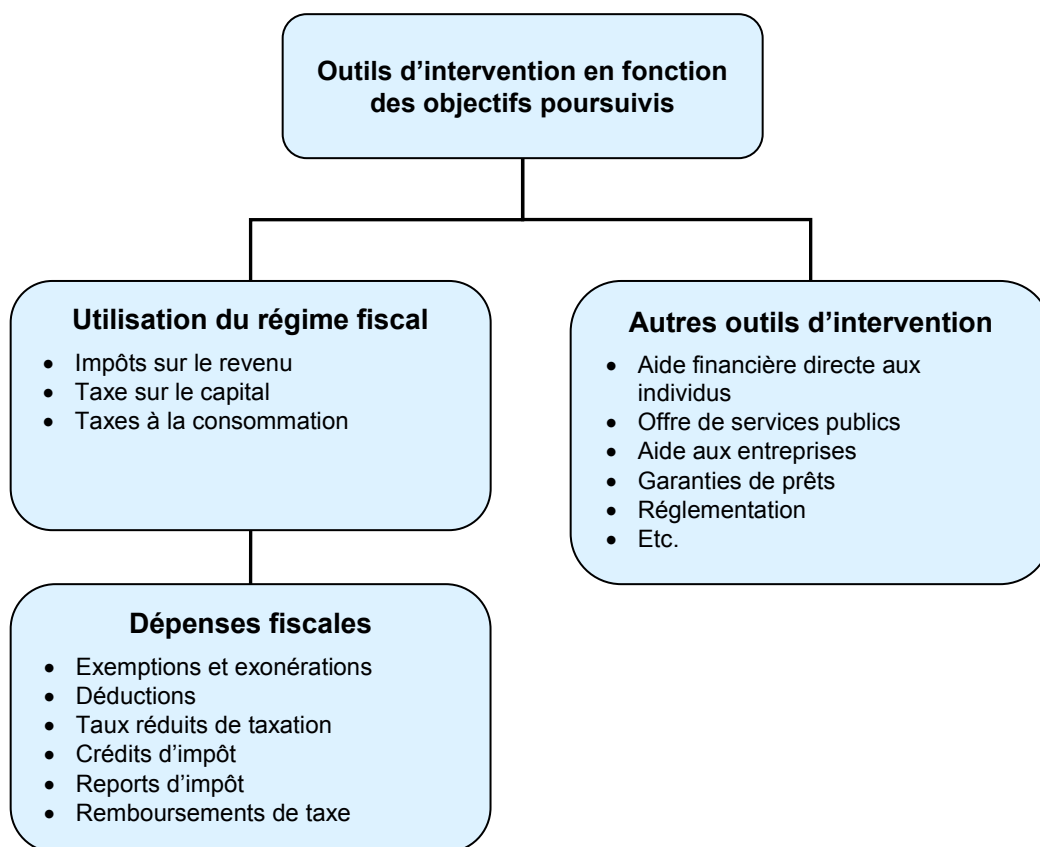 Outils d’intervention en fonction
des objectifs poursuivis
Utilisation du régime fiscal
• Impôts sur le revenu
• Taxe sur le capital
• Taxes à la consommation
Autres outils d’intervention
• Aide financière directe aux
individus
• Offre de services publics
• Aide aux entreprises
• Garanties de prêts
• Réglementation
• Etc.
Dépenses fiscales
• Exemptions et exonérations
• Déductions
• Taux réduits de taxation
• Crédits d’impôt
• Reports d’impôt
• Remboursements de taxe